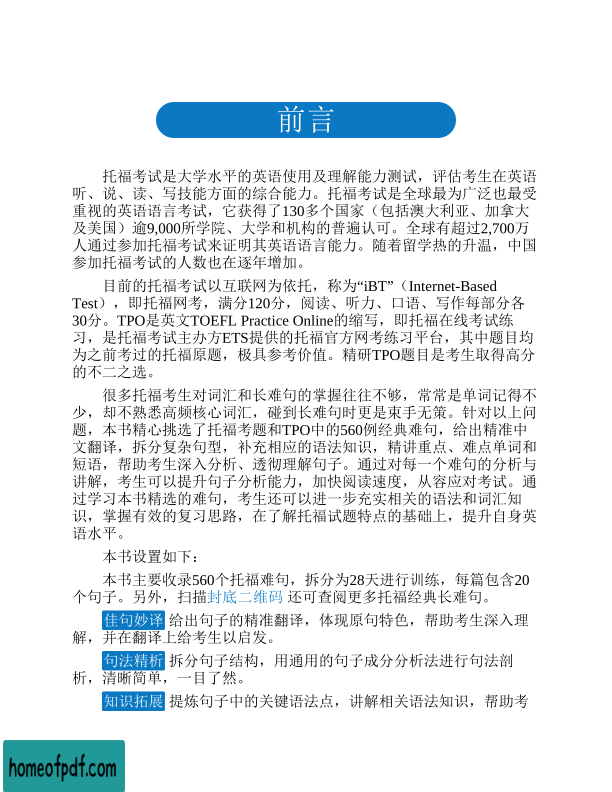 前言
托福考试是大学水平的英语使用及理解能力测试，评估考生在英语
听、说、读、写技能方面的综合能力。托福考试是全球最为广泛也最受
重视的英语语言考试，它获得了130多个国家（包括澳大利亚、加拿大
及美国）逾9,000所学院、大学和机构的普遍认可。全球有超过2,700万
人通过参加托福考试来证明其英语语言能力。随着留学热的升温，中国
参加托福考试的人数也在逐年增加。
目前的托福考试以互联网为依托，称为“iBT”（Internet-Based
Test），即托福网考，满分120分，阅读、听力、口语、写作每部分各
30分。TPO是英文TOEFL Practice Online的缩写，即托福在线考试练
习，是托福考试主办方ETS提供的托福官方网考练习平台，其中题目均
为之前考过的托福原题，极具参考价值。精研TPO题目是考生取得高分
的不二之选。
很多托福考生对词汇和长难句的掌握往往不够，常常是单词记得不
少，却不熟悉高频核心词汇，碰到长难句时更是束手无策。针对以上问
题，本书精心挑选了托福考题和TPO中的560例经典难句，给出精准中
文翻译，拆分复杂句型，补充相应的语法知识，精讲重点、难点单词和
短语，帮助考生深入分析、透彻理解句子。通过对每一个难句的分析与
讲解，考生可以提升句子分析能力，加快阅读速度，从容应对考试。通
过学习本书精选的难句，考生还可以进一步充实相关的语法和词汇知
识，掌握有效的复习思路，在了解托福试题特点的基础上，提升自身英
语水平。
本书设置如下：
本书主要收录560个托福难句，拆分为28天进行训练，每篇包含20
个句子。另外，扫描封底二维码 还可查阅更多托福经典长难句。
佳句妙译 给出句子的精准翻译，体现原句特色，帮助考生深入理
解，并在翻译上给考生以启发。
句法精析 拆分句子结构，用通用的句子成分分析法进行句法剖
析，清晰简单，一目了然。
知识拓展 提炼句子中的关键语法点，讲解相关语法知识，帮助考
homeofpdf.com